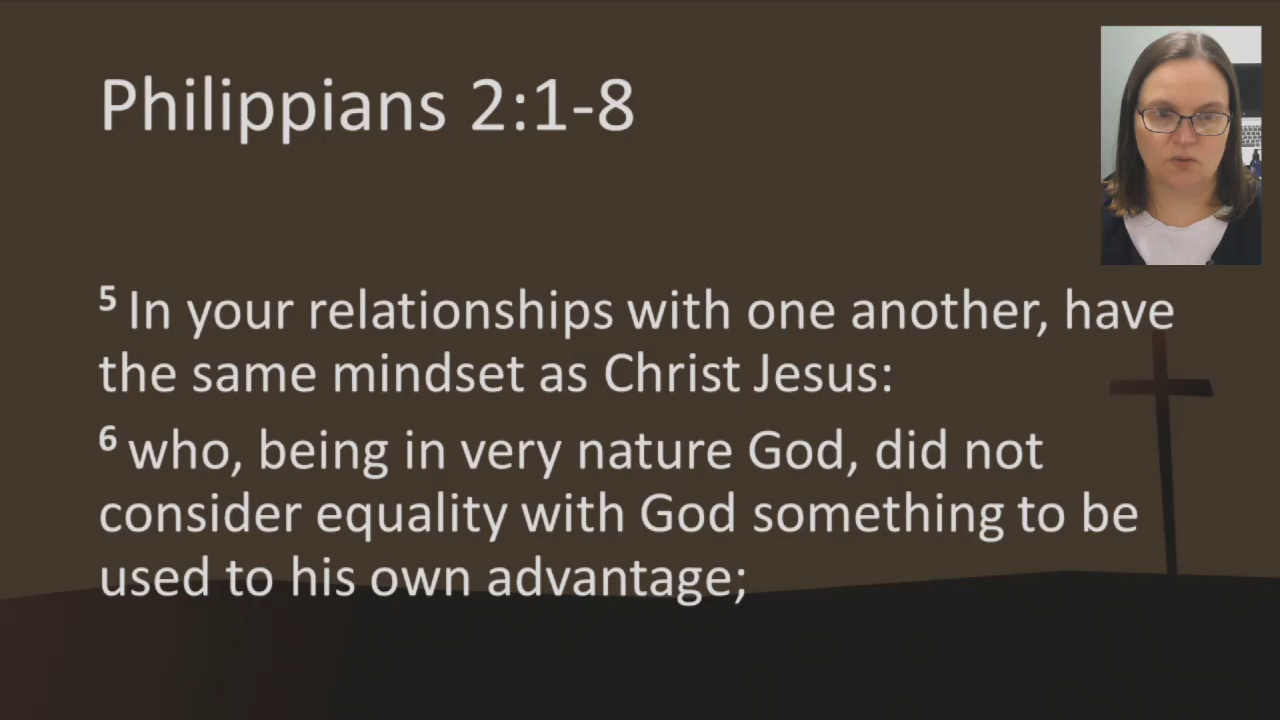 Philippians 2:1-8
⁵ In your relationships with one another, have
the same mindset as Christ Jesus:
⁶ who, being in very nature God, did not
consider equality with God something to be
used to his own advantage;